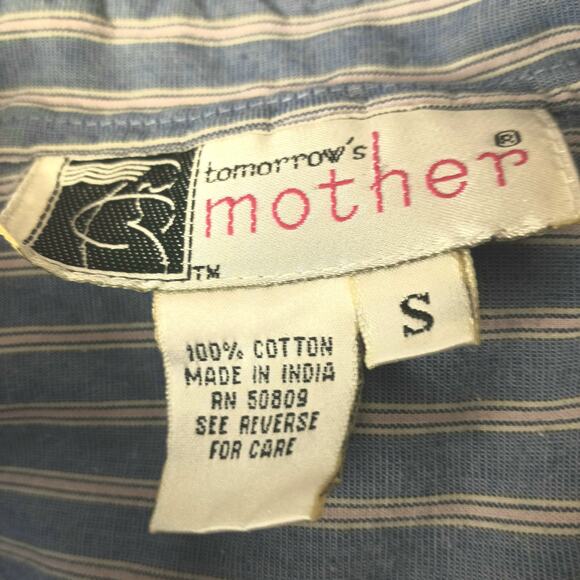 tomorrow's
mother®
TM
S
100% COTTON
MADE IN INDIA
RN 50809
SEE REVERSE
FOR CARE